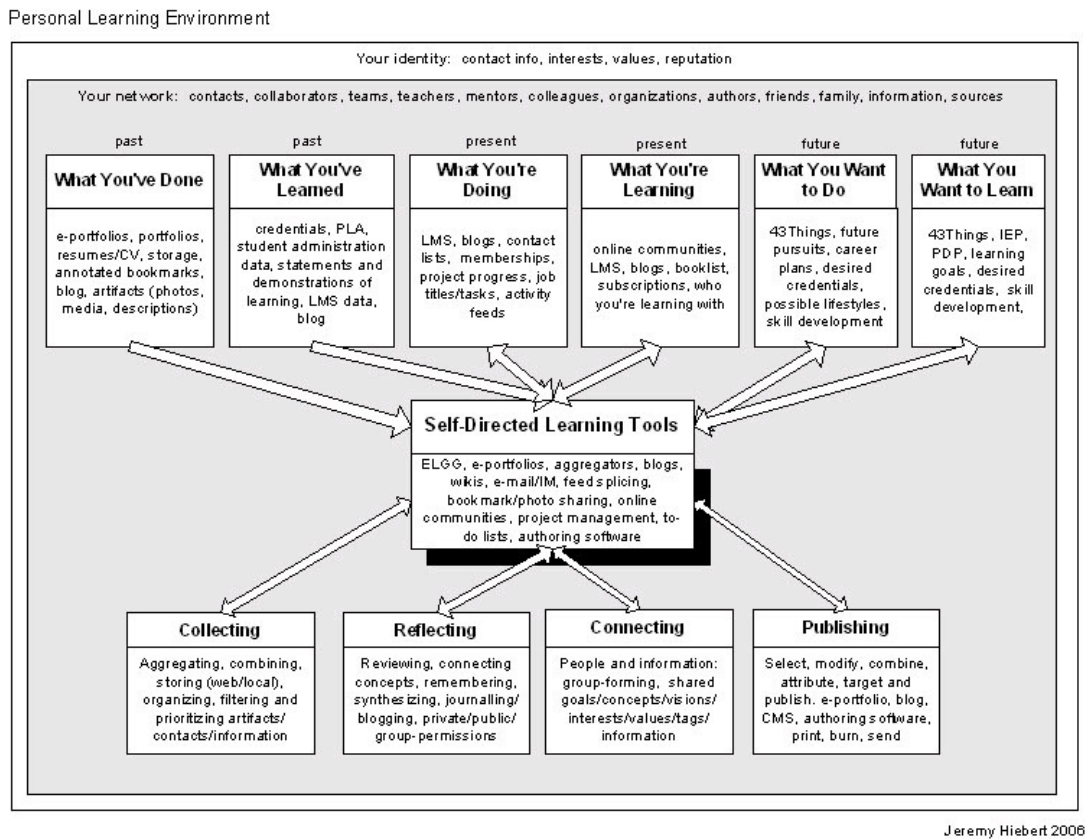 Personal Learning Environment
Your identity: contact info, interests, values, reputation
Your network: contacts, collaborators, teams, teachers, mentors, colleagues, organizations, authors, friends, family, information, sources
past
What You've Done
e-portfolios, portfolios,
resumes/CV, storage,
annotated bookmarks,
blog, artifacts (photos,
media, descriptions)
past
What You've
Learned
credentials, PLA,
student administration
data, statements and
demonstrations of
learning, LMS data,
blog
present
What You're
Doing
LMS, blogs, contact
lists, memberships,
project progress, job
titles/tasks, activity
feeds
present
What You're
Learning
online communities,
LMS, blogs, booklist,
subscriptions, who
you're learning with
future
What You Want
to Do
43Things, future
pursuits, career
plans, desired
credentials,
possible lifestyles,
skill development
future
What You
Want to Learn
43Things, IEP,
PDP, learning
goals, desired
credentials, skill
development,
Self-Directed Learning Tools
ELGG, e-portfolios, aggregators, blogs,
wikis, e-mail/IM, feed splicing,
bookmark/photo sharing, online
communities, project management, to-
do lists, authoring software
Collecting
Aggregating, combining,
storing (web/local),
organizing, filtering and
prioritizing artifacts/
contacts/information
Reflecting
Reviewing, connecting
concepts, remembering,
synthesizing, journalling/
blogging, private/public/
group-permissions
Connecting
People and information:
group-forming, shared
goals/concepts/visions/
interests/values/tags/
information
Publishing
Select, modify, combine,
attribute, target and
publish. e-portfolio, blog,
CMS, authoring software,
print, burn, send
Jeremy Hiebert 2006